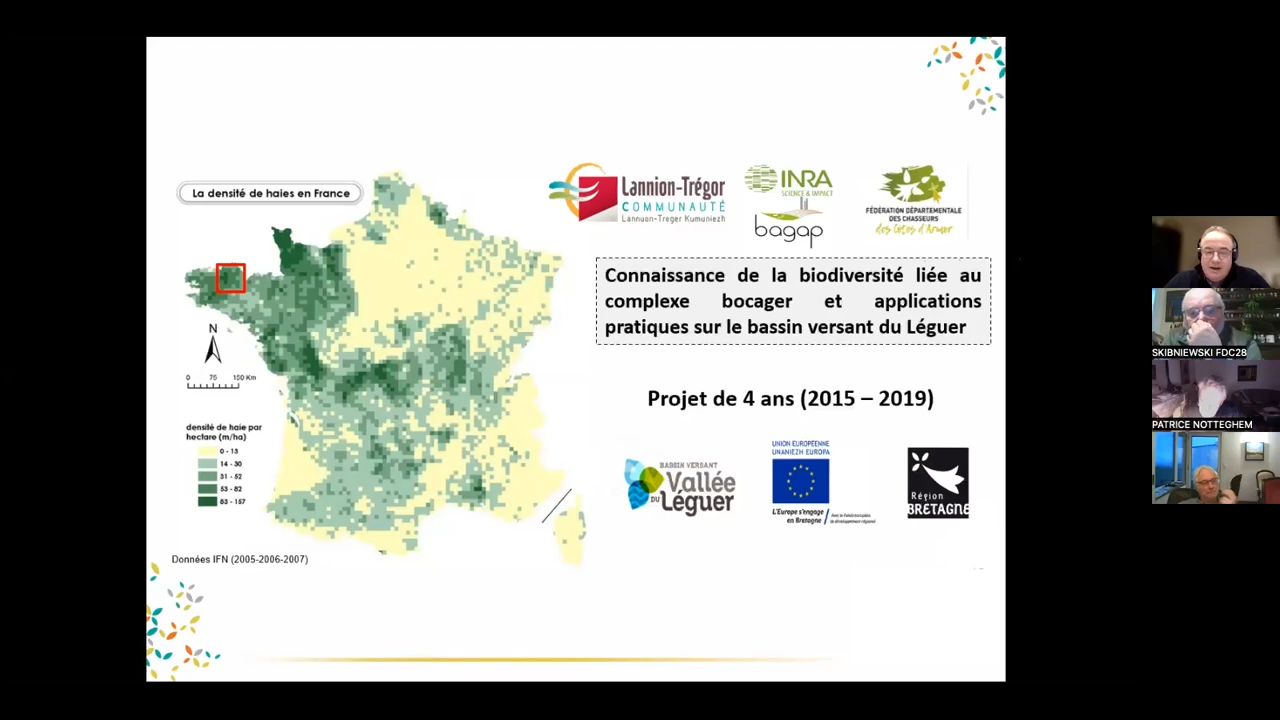 La densité de haies en France
N
0 75 150 Km
densité de haie par
hectare (m/ha)
0 - 13
14 - 30
31 - 52
53 - 82
83 - 157
Données IFN (2005-2006-2007)
Lannion-Trégor
COMMUNAUTÉ
Lannuon-Treger Kumuniezh
INRA
SCIENCE & IMPACT
bagap
FÉDÉRATION DÉPARTEMENTALE
DES CHASSEURS
des Côtes d'Armor
Connaissance de la biodiversité liée au
complexe bocager et applications
pratiques sur le bassin versant du Léguer
Projet de 4 ans (2015 – 2019)
BASSIN VERSANT
Vallée
DU Léguer
UNION EUROPÉENNE
UNANIEZH EUROPA
L'Europe s'engage
en Bretagne
Région
BRETAGNE
SKIBNIEWSKI FDC28
PATRICE NOTTEGHEM